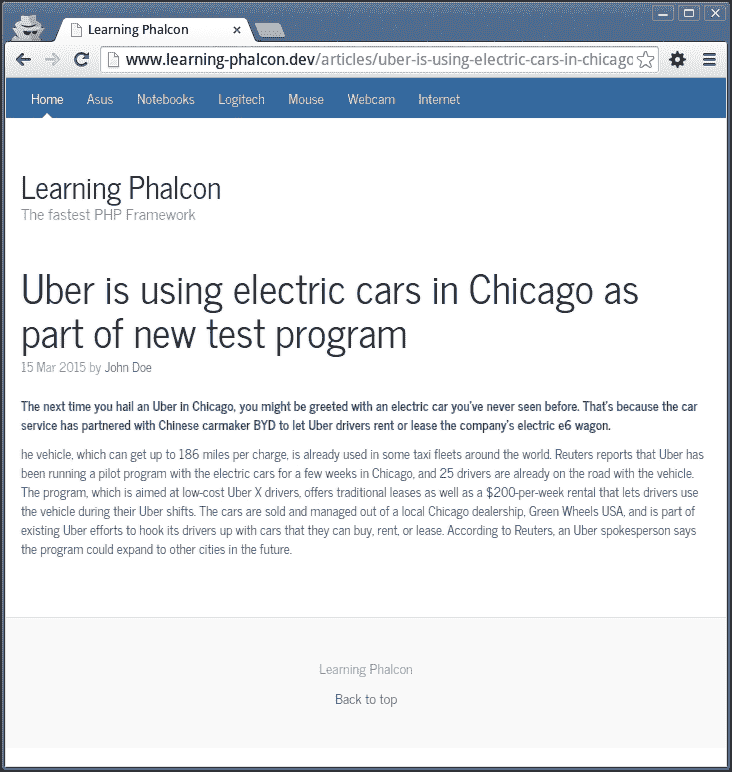 Learning Phalcon
www.learning-phalcon.dev/articles/uber-is-using-electric-cars-in-chicago
Home Asus Notebooks Logitech Mouse Webcam Internet
Learning Phalcon
The fastest PHP Framework
Uber is using electric cars in Chicago as
part of new test program
15 Mar 2015 by John Doe
The next time you hail an Uber in Chicago, you might be greeted with an electric car you've never seen before. That's because the car
service has partnered with Chinese carmaker BYD to let Uber drivers rent or lease the company's electric e6 wagon.
he vehicle, which can get up to 186 miles per charge, is already used in some taxi fleets around the world. Reuters reports that Uber has
been running a pilot program with the electric cars for a few weeks in Chicago, and 25 drivers are already on the road with the vehicle.
The program, which is aimed at low-cost Uber X drivers, offers traditional leases as well as a $200-per-week rental that lets drivers use
the vehicle during their Uber shifts. The cars are sold and managed out of a local Chicago dealership, Green Wheels USA, and is part of
existing Uber efforts to hook its drivers up with cars that they can buy, rent, or lease. According to Reuters, an Uber spokesperson says
the program could expand to other cities in the future.
Learning Phalcon
Back to top